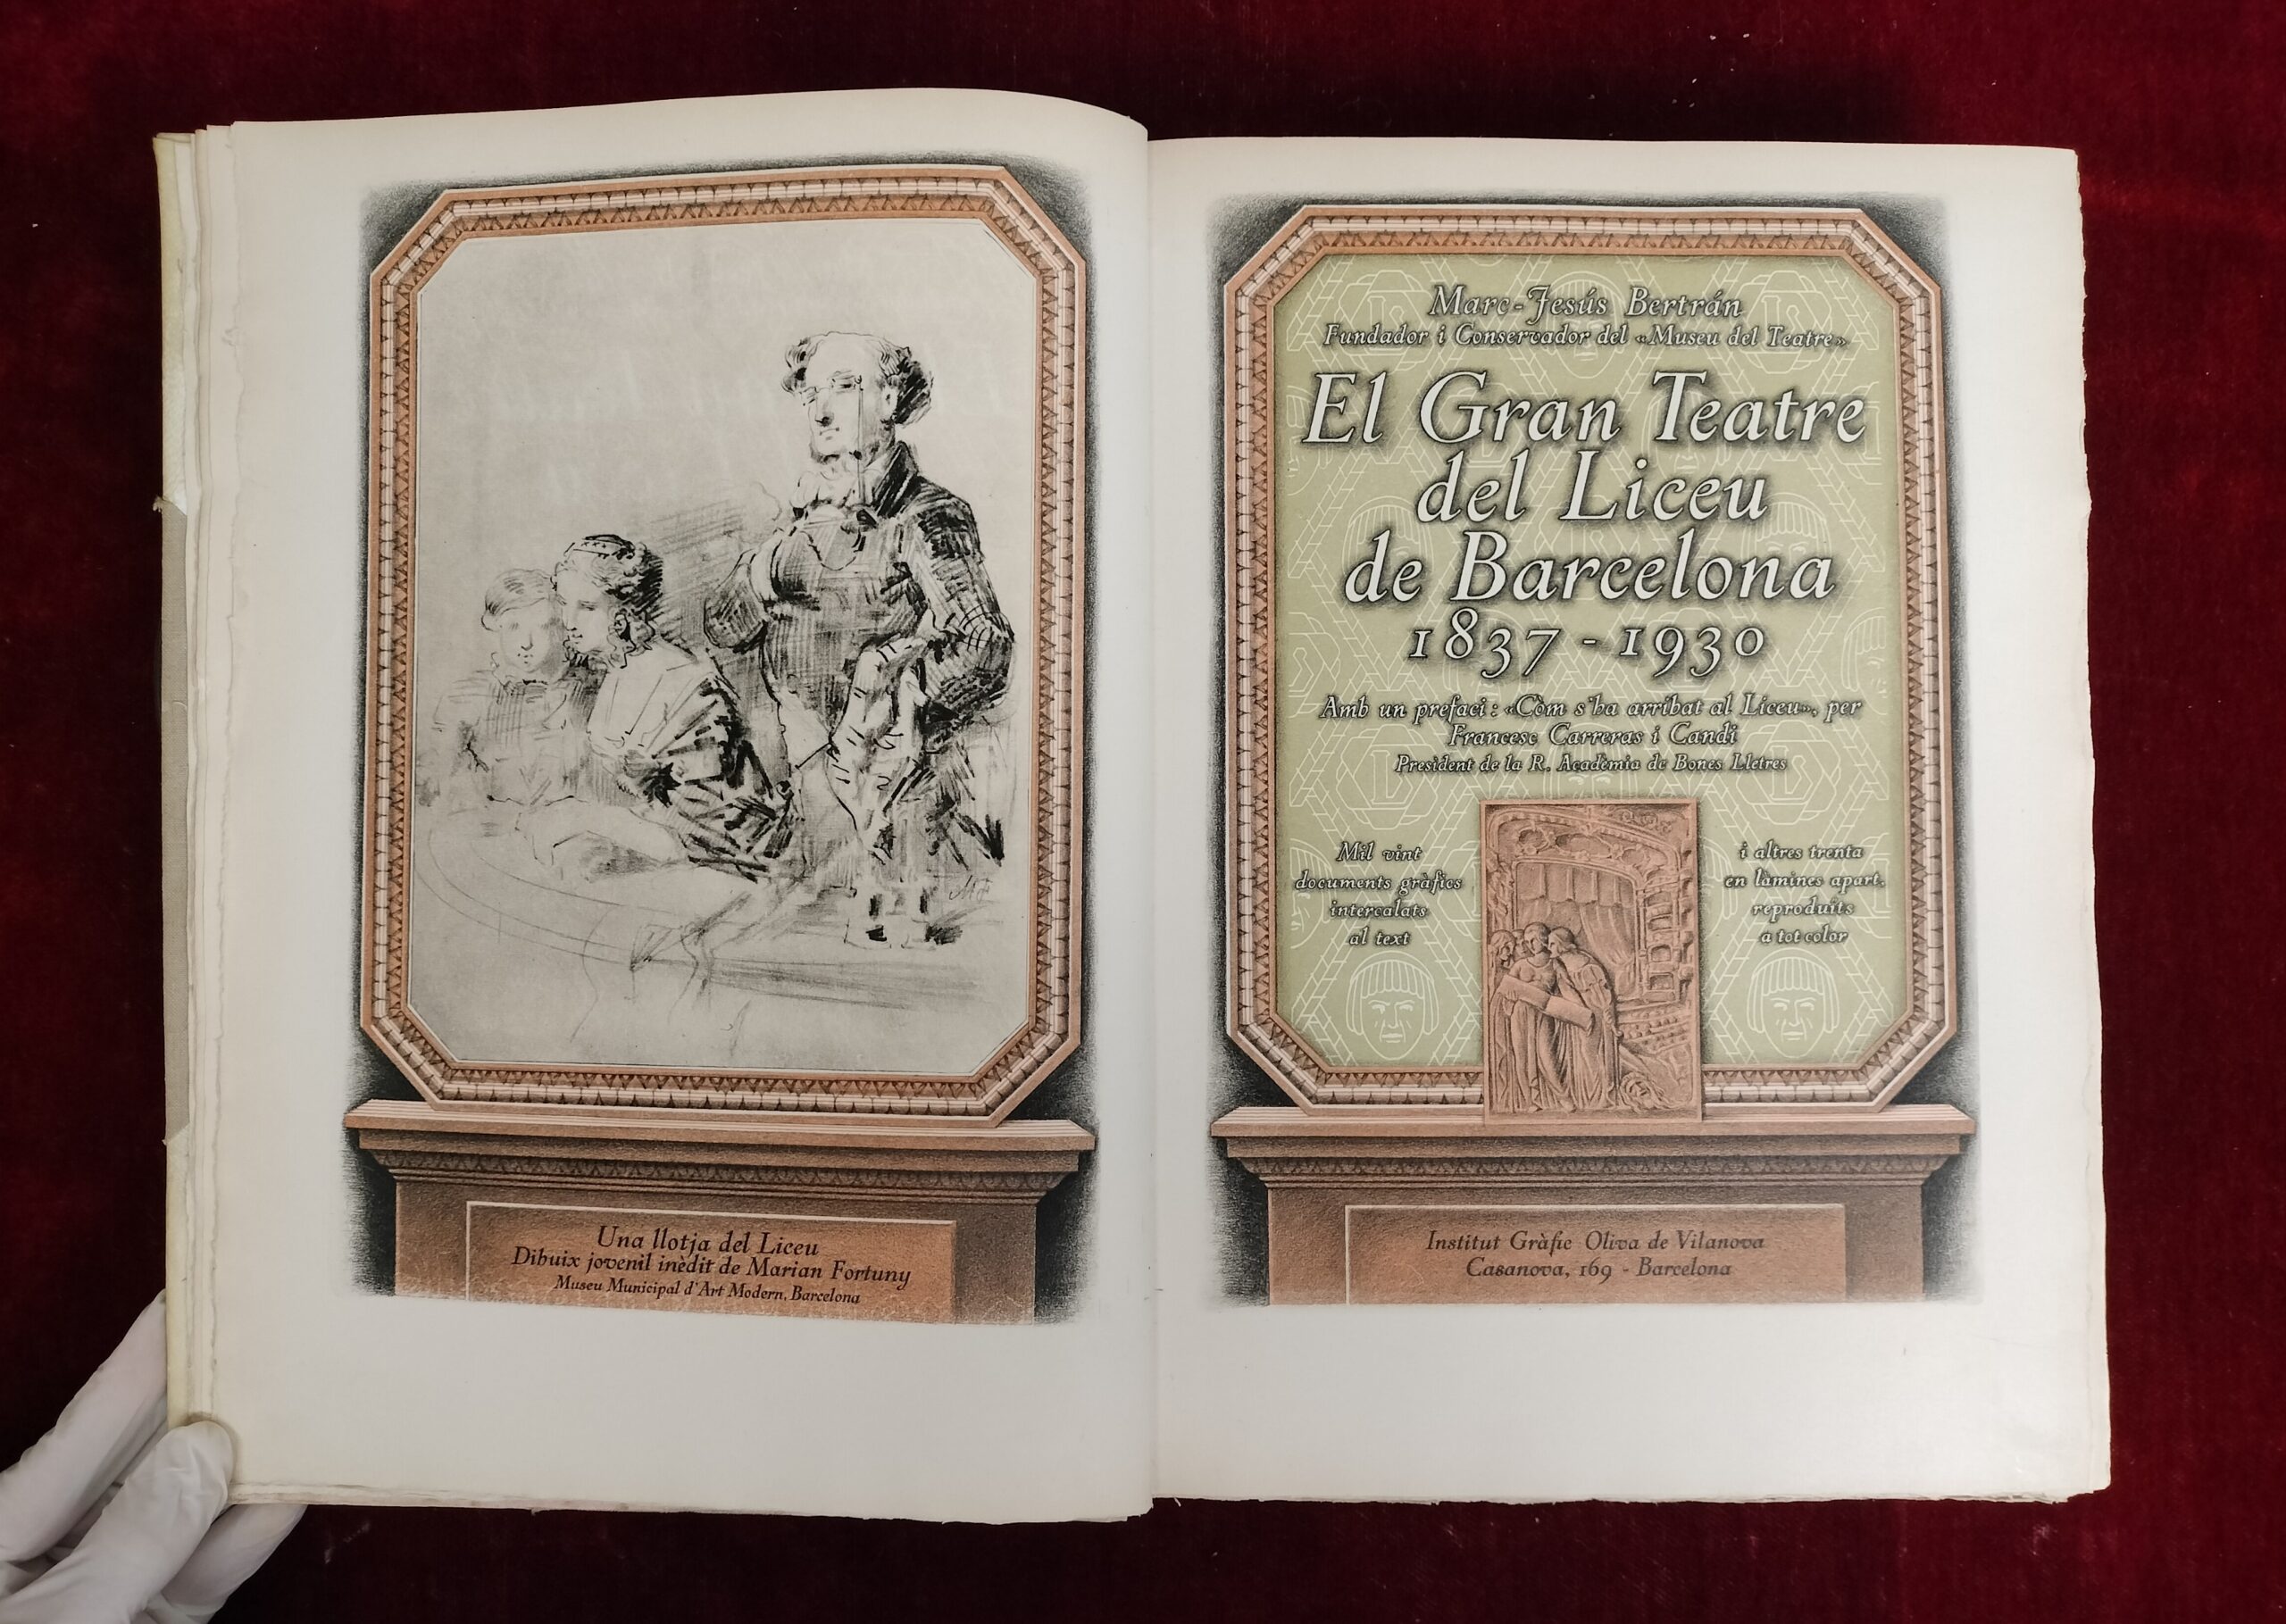 Una llotja del Liceu
Dibuix jovenil inèdit de Marian Fortuny
Museu Municipal d'Art Modern, Barcelona
Marc-Jesús Bertrán
Fundador i Conservador del «Museu del Teatre»
El Gran Teatre
del Liceu
de Barcelona
1837 - 1930
Amb un prefaci: «Còm s'ha arribat al Liceu», per
Francesc Carreras i Candi
President de la R. Acadèmia de Bones Lletres
Mil vint
documents gràfics
intercalats
al text
i altres trenta
en làmines apart,
reproduïts
a tot color
Institut Gràfic Oliva de Vilanova
Casanova, 169 - Barcelona